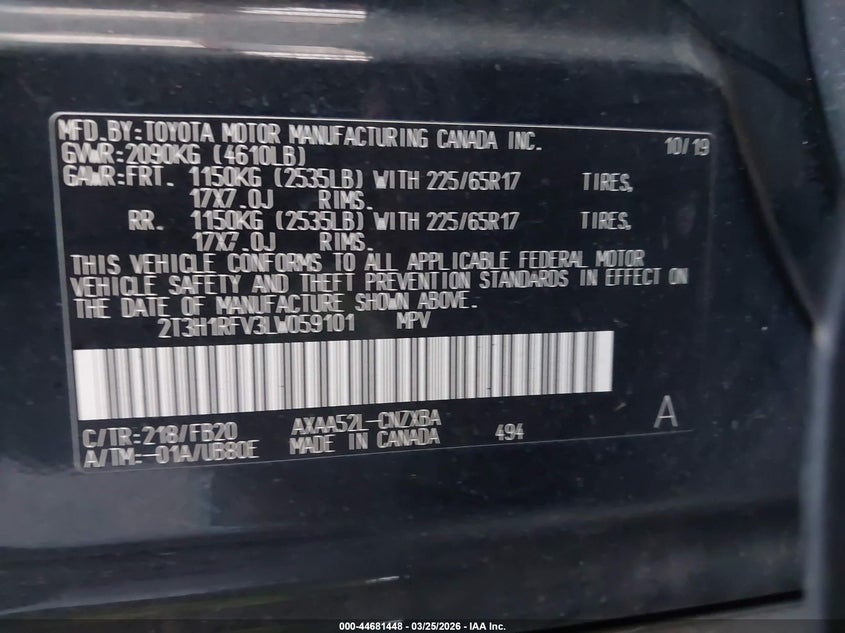 MFD.BY:TOYOTA MOTOR MANUFACTURING CANADA INC. 10/19
GVWR:2090KG (4610LB)
GAWR:FRT. 1150KG (2535LB) WITH 225/65R17 TIRES,
17X7.0J RIMS.
RR. 1150KG (2535LB) WITH 225/65R17 TIRES,
17X7.0J RIMS.
THIS VEHICLE CONFORMS TO ALL APPLICABLE FEDERAL MOTOR
VEHICLE SAFETY AND THEFT PREVENTION STANDARDS IN EFFECT ON
THE DATE OF MANUFACTURE SHOWN ABOVE.
2T3H1RFV3LW059101 MPV
C/TR:218/FB20 AXAA52L-CNZXBA A
A/TM:-01A/UB80E MADE IN CANADA 494
000-44681448 - 03/25/2026 - IAA Inc.